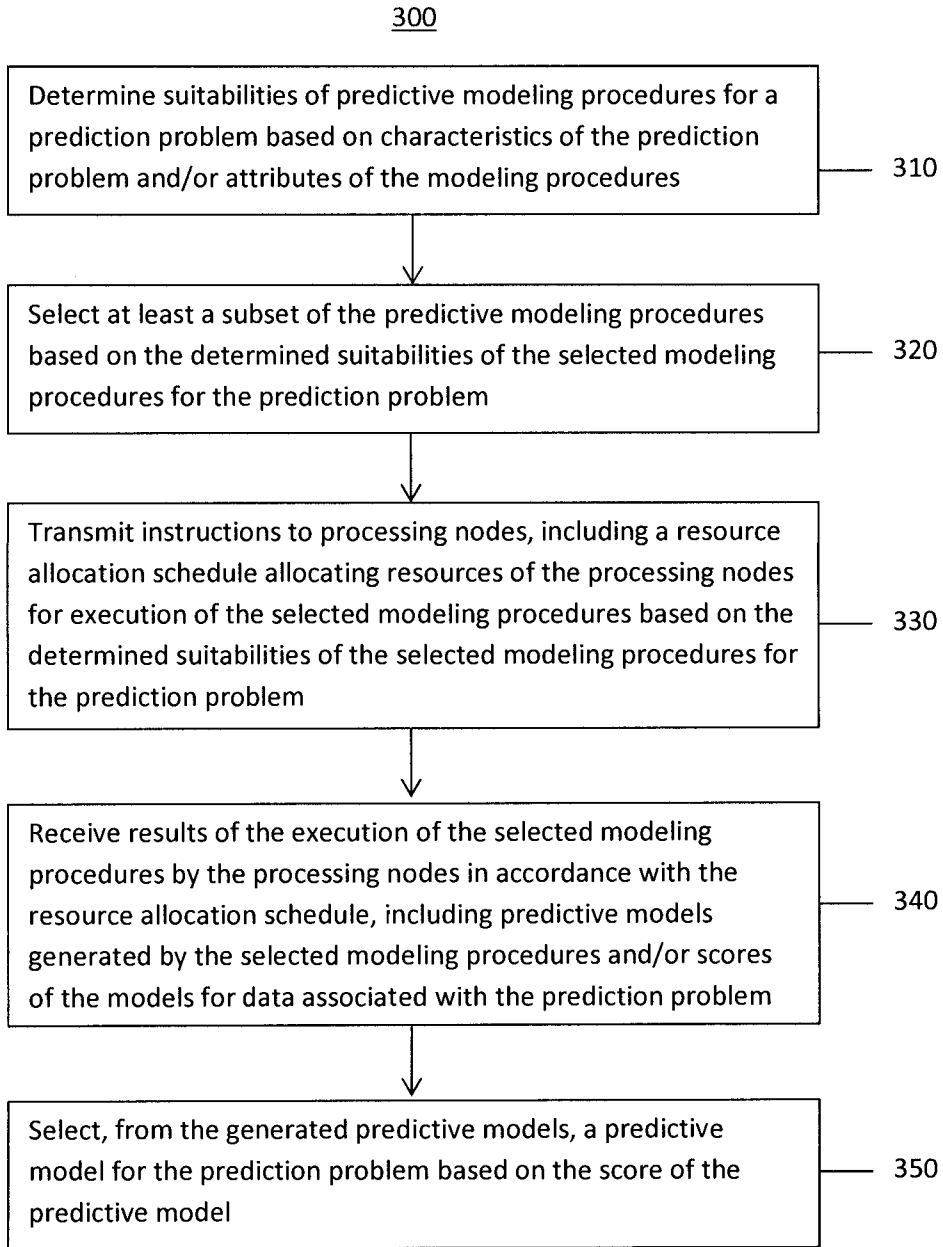 300
Determine suitabilities of predictive modeling procedures for a
prediction problem based on characteristics of the prediction
problem and/or attributes of the modeling procedures
310
Select at least a subset of the predictive modeling procedures
based on the determined suitabilities of the selected modeling
procedures for the prediction problem
320
Transmit instructions to processing nodes, including a resource
allocation schedule allocating resources of the processing nodes
for execution of the selected modeling procedures based on the
determined suitabilities of the selected modeling procedures for
the prediction problem
330
Receive results of the execution of the selected modeling
procedures by the processing nodes in accordance with the
resource allocation schedule, including predictive models
generated by the selected modeling procedures and/or scores
of the models for data associated with the prediction problem
340
Select, from the generated predictive models, a predictive
model for the prediction problem based on the score of the
predictive model
350